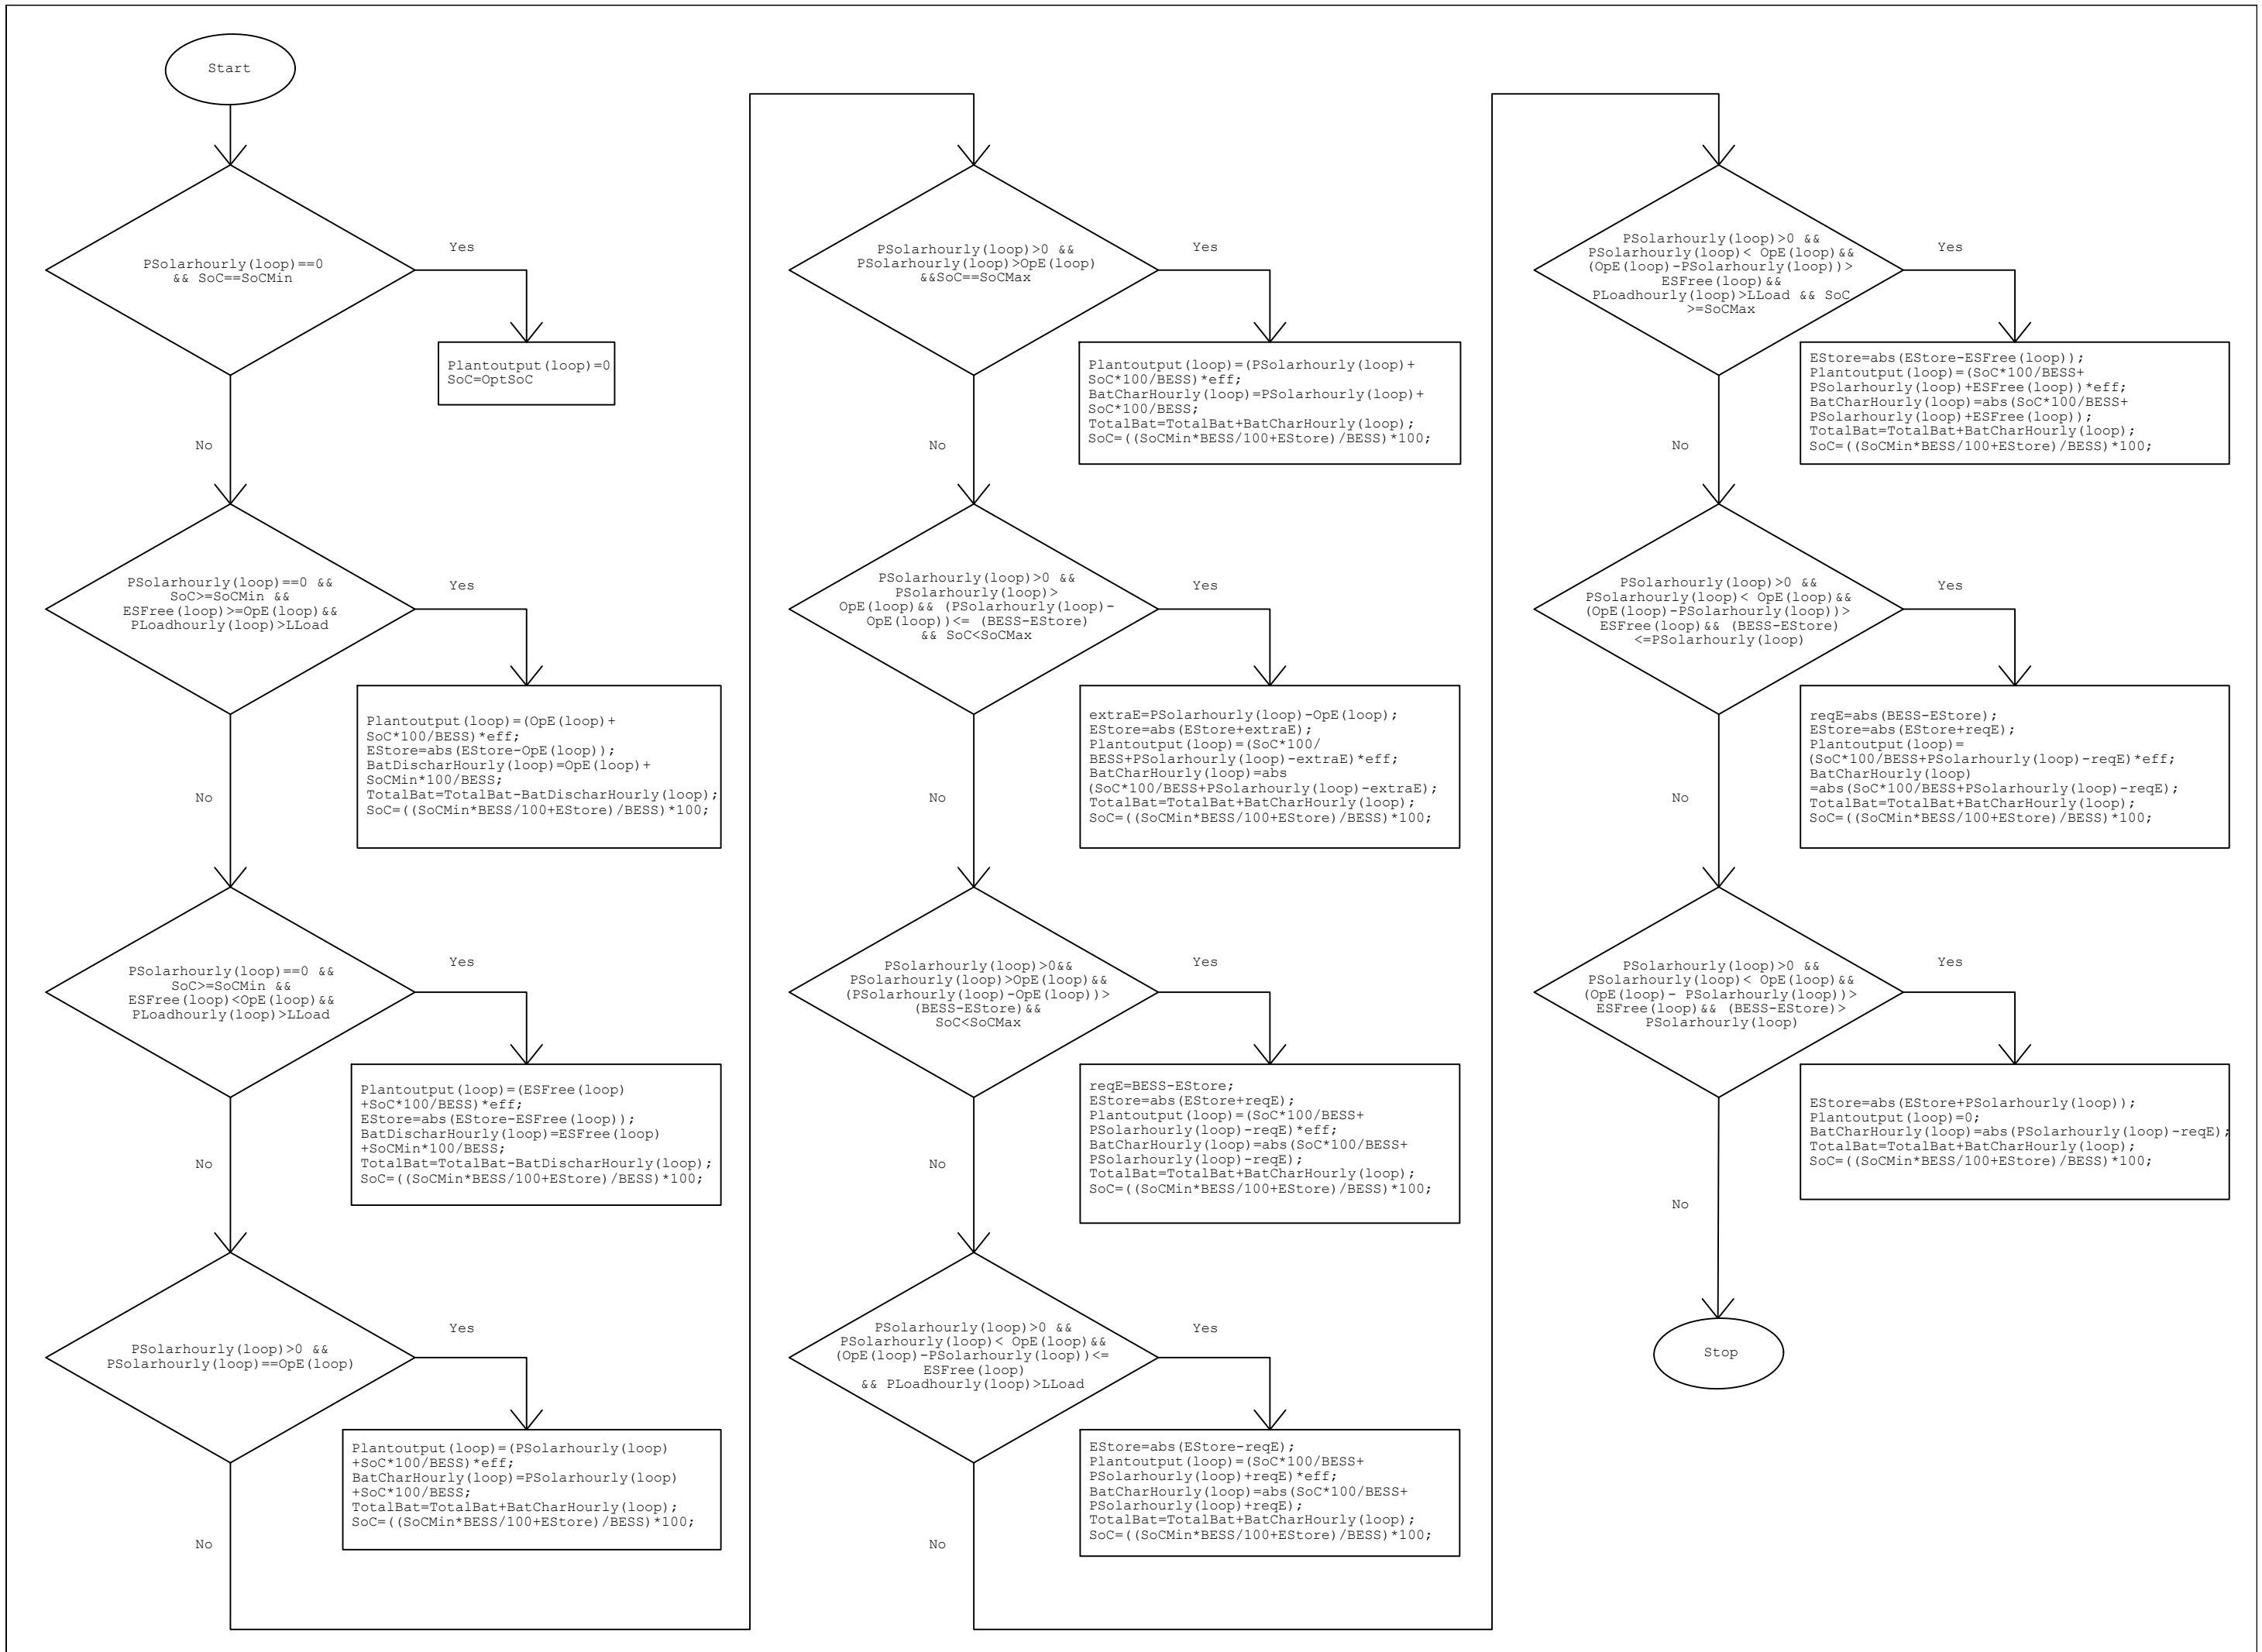 Start
PSolarhourly(loop)==0
&& SoC==SoCMin
Yes
Plantoutput(loop)=0
SoC=OptSoC
No
PSolarhourly(loop)==0 &&
SoC>=SoCMin &&
ESFree(loop)>=OpE(loop)&&
PLoadhourly(loop)>LLoad
Yes
Plantoutput(loop)=(OpE(loop)+
SoC*100/BESS)*eff;
EStore=abs(EStore-OpE(loop));
BatDischarHourly(loop)=OpE(loop)+
SoCMin*100/BESS;
TotalBat=TotalBat-BatDischarHourly(loop);
SoC=((SoCMin*BESS/100+EStore)/BESS)*100;
No
PSolarhourly(loop)==0 &&
SoC>=SoCMin &&
ESFree(loop)<OpE(loop)&&
PLoadhourly(loop)>LLoad
Yes
Plantoutput(loop)=(ESFree(loop)
+SoC*100/BESS)*eff;
EStore=abs(EStore-ESFree(loop));
BatDischarHourly(loop)=ESFree(loop)
+SoCMin*100/BESS;
TotalBat=TotalBat-BatDischarHourly(loop);
SoC=((SoCMin*BESS/100+EStore)/BESS)*100;
No
PSolarhourly(loop)>0 &&
PSolarhourly(loop)==OpE(loop)
Yes
Plantoutput(loop)=(PSolarhourly(loop)
+SoC*100/BESS)*eff;
BatCharHourly(loop)=PSolarhourly(loop)
+SoC*100/BESS;
TotalBat=TotalBat+BatCharHourly(loop);
SoC=((SoCMin*BESS/100+EStore)/BESS)*100;
No
PSolarhourly(loop)>0 &&
PSolarhourly(loop)>OpE(loop)
&&SoC==SoCMax
Yes
Plantoutput(loop)=(PSolarhourly(loop)+
SoC*100/BESS)*eff;
BatCharHourly(loop)=PSolarhourly(loop)+
SoC*100/BESS;
TotalBat=TotalBat+BatCharHourly(loop);
SoC=((SoCMin*BESS/100+EStore)/BESS)*100;
No
PSolarhourly(loop)>0 &&
PSolarhourly(loop)>
OpE(loop)&& (PSolarhourly(loop)-
OpE(loop))<= (BESS-EStore)
&& SoC<SoCMax
Yes
extraE=PSolarhourly(loop)-OpE(loop);
EStore=abs(EStore+extraE);
Plantoutput(loop)=(SoC*100/
BESS+PSolarhourly(loop)-extraE)*eff;
BatCharHourly(loop)=abs
(SoC*100/BESS+PSolarhourly(loop)-extraE);
TotalBat=TotalBat+BatCharHourly(loop);
SoC=((SoCMin*BESS/100+EStore)/BESS)*100;
No
PSolarhourly(loop)>0&&
PSolarhourly(loop)>OpE(loop)&&
(PSolarhourly(loop)-OpE(loop))>
(BESS-EStore)&&
SoC<SoCMax
Yes
reqE=BESS-EStore;
EStore=abs(EStore+reqE);
Plantoutput(loop)=(SoC*100/BESS+
PSolarhourly(loop)-reqE)*eff;
BatCharHourly(loop)=abs(SoC*100/BESS+
PSolarhourly(loop)-reqE);
TotalBat=TotalBat+BatCharHourly(loop);
SoC=((SoCMin*BESS/100+EStore)/BESS)*100;
No
PSolarhourly(loop)>0 &&
PSolarhourly(loop)< OpE(loop)&&
(OpE(loop)-PSolarhourly(loop))<=
ESFree(loop)
&& PLoadhourly(loop)>LLoad
Yes
EStore=abs(EStore-reqE);
Plantoutput(loop)=(SoC*100/BESS+
PSolarhourly(loop)+reqE)*eff;
BatCharHourly(loop)=abs(SoC*100/BESS+
PSolarhourly(loop)+reqE);
TotalBat=TotalBat+BatCharHourly(loop);
SoC=((SoCMin*BESS/100+EStore)/BESS)*100;
No
PSolarhourly(loop)>0 &&
PSolarhourly(loop)< OpE(loop)&&
(OpE(loop)-PSolarhourly(loop))>
ESFree(loop)&&
PLoadhourly(loop)>LLoad && SoC
>=SoCMax
Yes
EStore=abs(EStore-ESFree(loop));
Plantoutput(loop)=(SoC*100/BESS+
PSolarhourly(loop)+ESFree(loop))*eff;
BatCharHourly(loop)=abs(SoC*100/BESS+
PSolarhourly(loop)+ESFree(loop));
TotalBat=TotalBat+BatCharHourly(loop);
SoC=((SoCMin*BESS/100+EStore)/BESS)*100;
No
PSolarhourly(loop)>0 &&
PSolarhourly(loop)< OpE(loop)&&
(OpE(loop)-PSolarhourly(loop))>
ESFree(loop)&& (BESS-EStore)
<=PSolarhourly(loop)
Yes
reqE=abs(BESS-EStore);
EStore=abs(EStore+reqE);
Plantoutput(loop)=
(SoC*100/BESS+PSolarhourly(loop)-reqE)*eff;
BatCharHourly(loop)
=abs(SoC*100/BESS+PSolarhourly(loop)-reqE);
TotalBat=TotalBat+BatCharHourly(loop);
SoC=((SoCMin*BESS/100+EStore)/BESS)*100;
No
PSolarhourly(loop)>0 &&
PSolarhourly(loop)< OpE(loop)&&
(OpE(loop)- PSolarhourly(loop))>
ESFree(loop)&& (BESS-EStore)>
PSolarhourly(loop)
Yes
EStore=abs(EStore+PSolarhourly(loop));
Plantoutput(loop)=0;
BatCharHourly(loop)=abs(PSolarhourly(loop)-reqE);
TotalBat=TotalBat+BatCharHourly(loop);
SoC=((SoCMin*BESS/100+EStore)/BESS)*100;
No
Stop